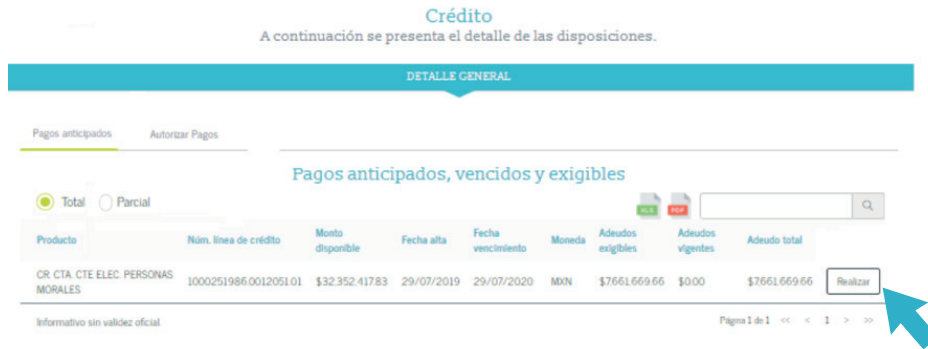 Crédito
A continuación se presenta el detalle de las disposiciones.
DETALLE GENERAL
Pagos anticipados Autorizar Pagos
Pagos anticipados, vencidos y exigibles
Total Parcial XLS PDF
Producto Núm. línea de crédito Monto disponible Fecha alta Fecha vencimiento Moneda Adeudos exigibles Adeudos vigentes Adeudo total
CR. CTA. CTE ELEC. PERSONAS MORALES 1000251986.0012051.01 $32,352,417.83 29/07/2019 29/07/2020 MXN $7,661,669.66 $0.00 $7,661,669.66 Realizar
Informativo sin validez oficial. Página 1 de 1 << < 1 > >>